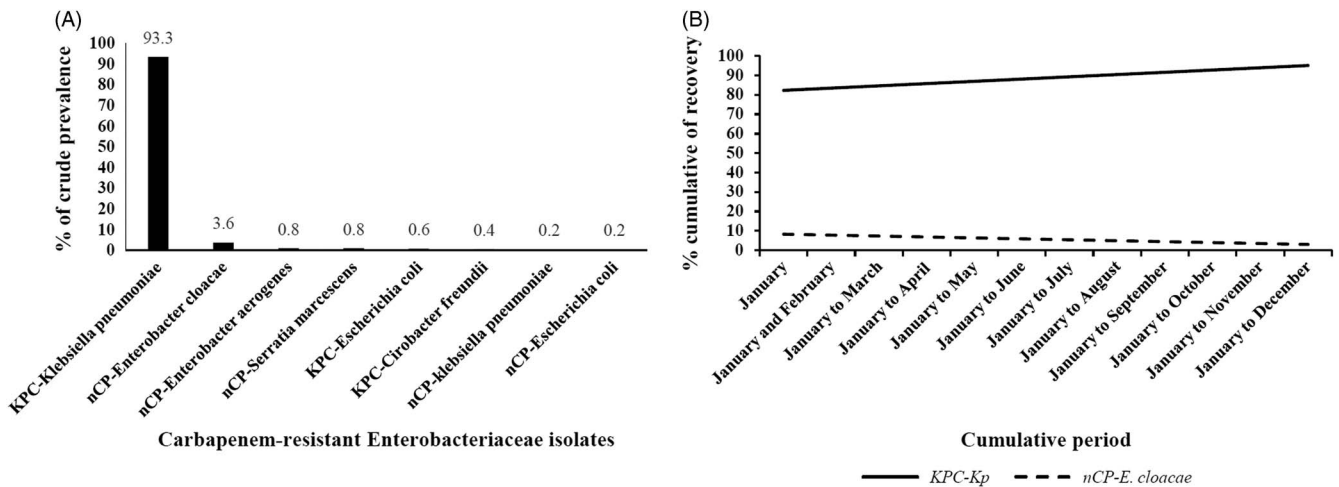 (A)
% of crude prevalence
100
90
80
70
60
50
40
30
20
10
0
93.3
3.6
0.8
0.8
0.6
0.4
0.2
0.2
KPC-Klebsiella pneumoniae
nCP-Enterobacter cloacae
nCP-Enterobacter aerogenes
nCP-Serratia marcescens
KPC-Escherichia coli
KPC-Cirobacter freundii
nCP-klebsiella pneumoniae
nCP-Escherichia coli
Carbapenem-resistant Enterobacteriaceae isolates
(B)
% cumulative of recovery
100
90
80
70
60
50
40
30
20
10
0
January
January and February
January to March
January to April
January to May
January to June
January to July
January to August
January to September
January to October
January to November
January to December
Cumulative period
KPC-Kp
nCP-E. cloacae